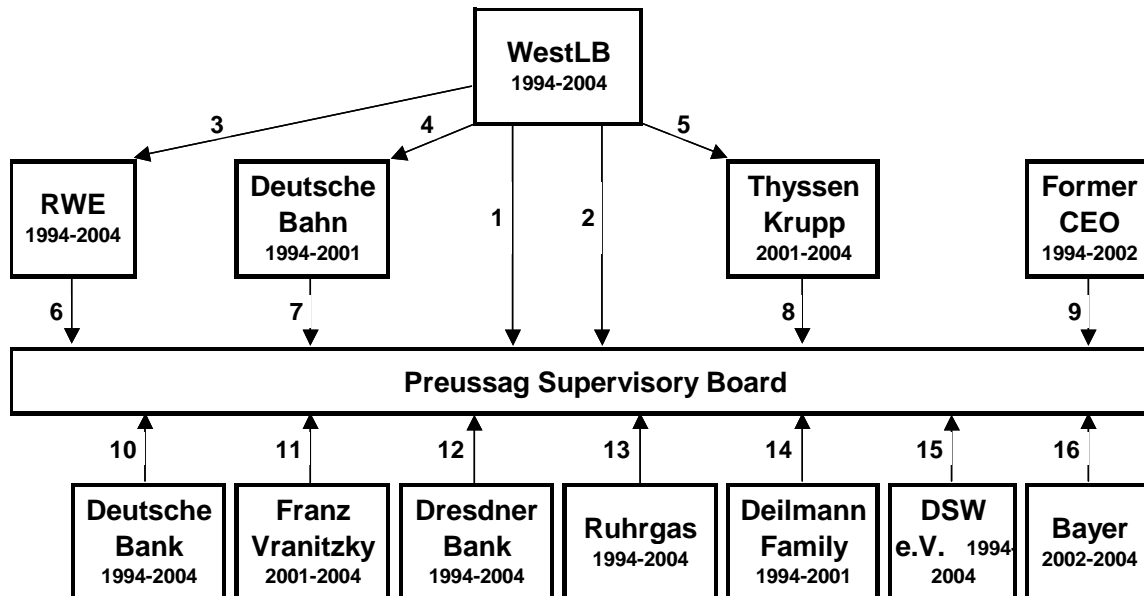 WestLB
1994-2004
3
4
5
RWE
1994-2004
Deutsche
Bahn
1994-2001
1
2
Thyssen
Krupp
2001-2004
Former
CEO
1994-2002
6
7
8
9
Preussag Supervisory Board
10
11
12
13
14
15
16
Deutsche
Bank
1994-2004
Franz
Vranitzky
2001-2004
Dresdner
Bank
1994-2004
Ruhrgas
1994-2004
Deilmann
Family
1994-2001
DSW
e.V. 1994-
2004
Bayer
2002-2004